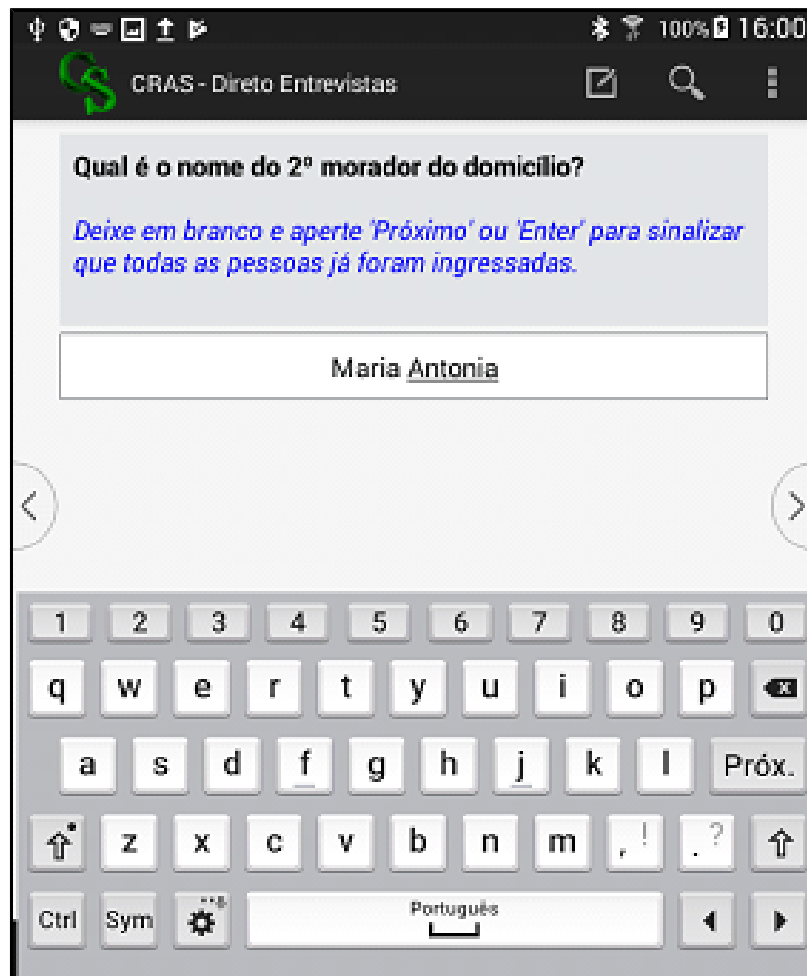 100% 16:00
CS CRAS - Direto Entrevistas
Qual é o nome do 2º morador do domicílio?
Deixe em branco e aperte 'Próximo' ou 'Enter' para sinalizar
que todas as pessoas já foram ingressadas.
Maria Antonia
1 2 3 4 5 6 7 8 9 0
q w e r t y u i o p
a s d f g h j k l Próx.
z x c v b n m , ! . ?
Ctrl Sym Português